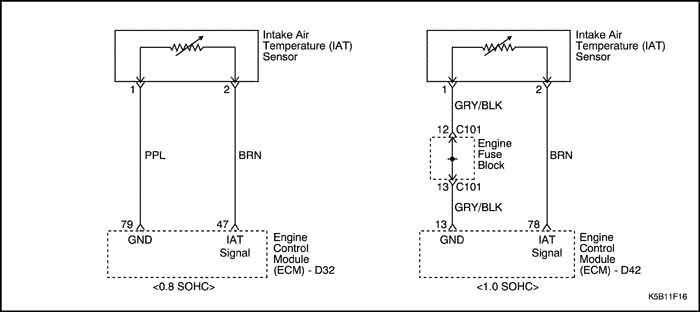 Intake Air
Temperature (IAT)
Sensor
1
2
PPL
BRN
79
47
GND
IAT
Signal
Engine
Control
Module
(ECM) - D32
<0.8 SOHC>
Intake Air
Temperature (IAT)
Sensor
1
2
GRY/BLK
12
C101
Engine
Fuse
Block
BRN
13
C101
GRY/BLK
13
78
GND
IAT
Signal
Engine
Control
Module
(ECM) - D42
<1.0 SOHC>
K5B11F16